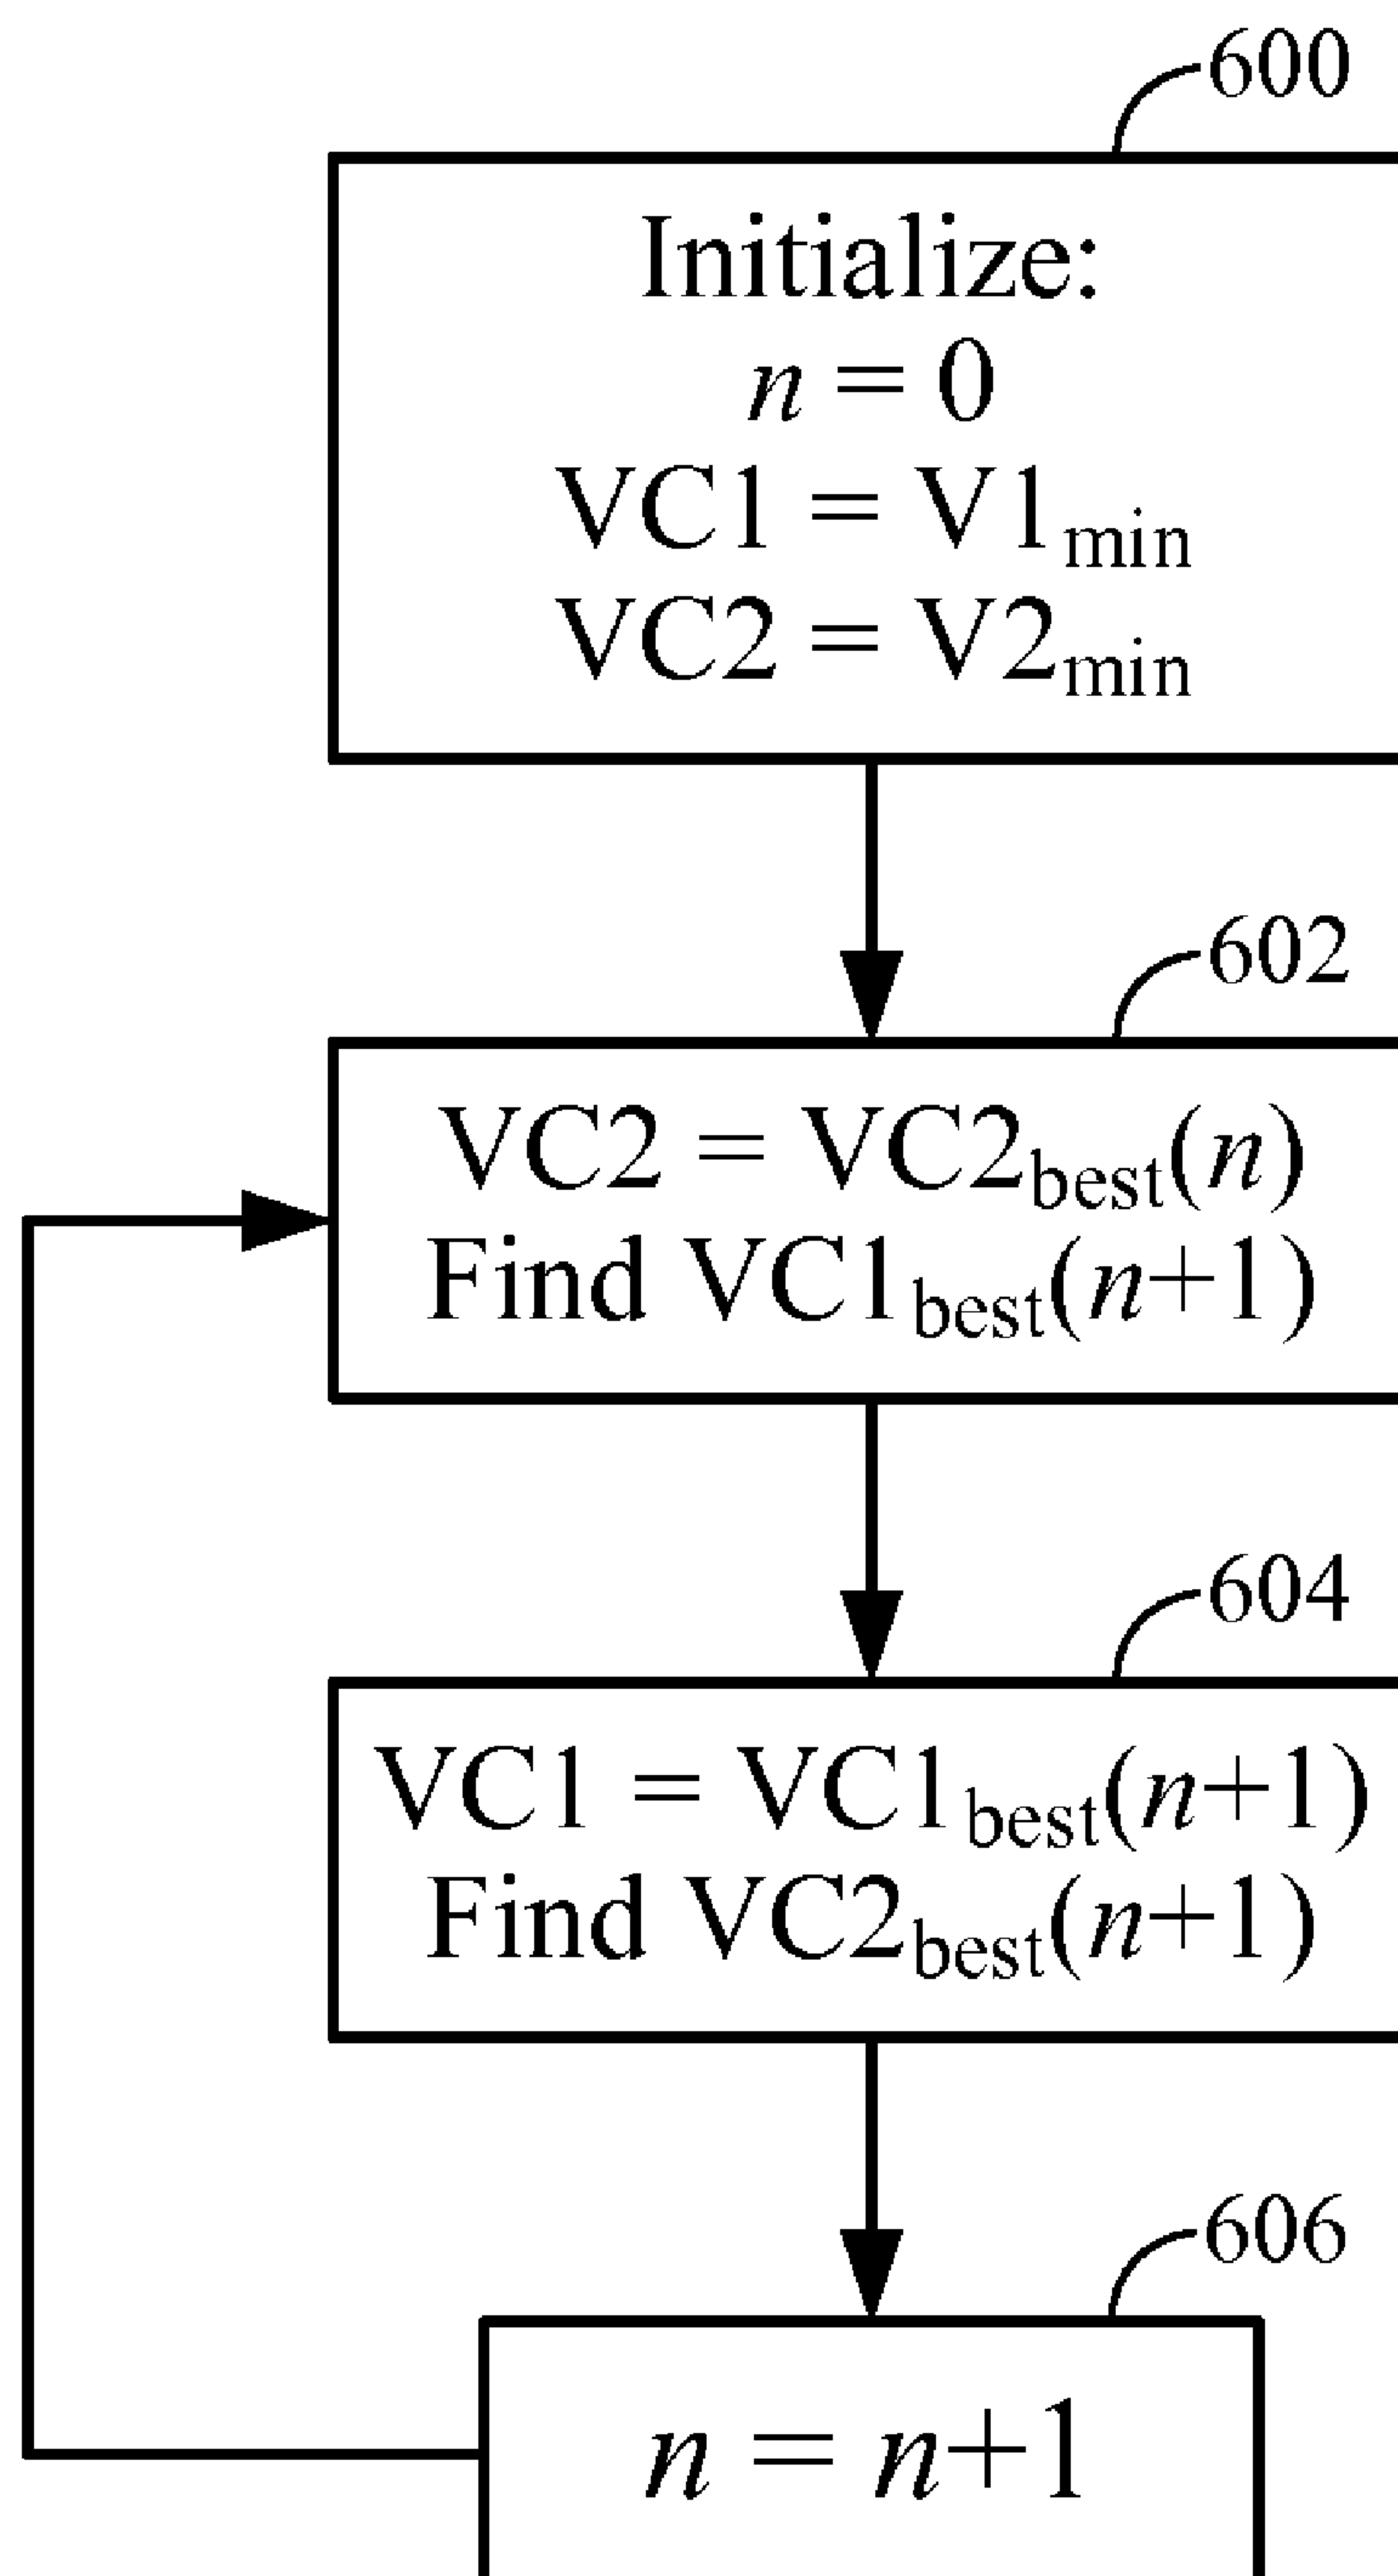 600
Initialize:
n = 0
VC1 = V1min
VC2 = V2min
602
VC2 = VC2best(n)
Find VC1best(n+1)
604
VC1 = VC1best(n+1)
Find VC2best(n+1)
606
n = n+1